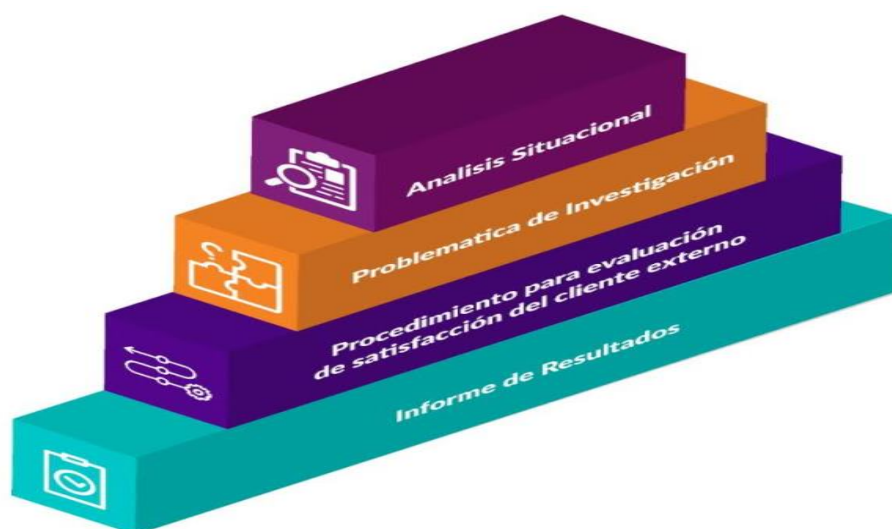 Analisis Situacional
Problematica de Investigación
Procedimiento para evaluación
de satisfacción del cliente externo
Informe de Resultados